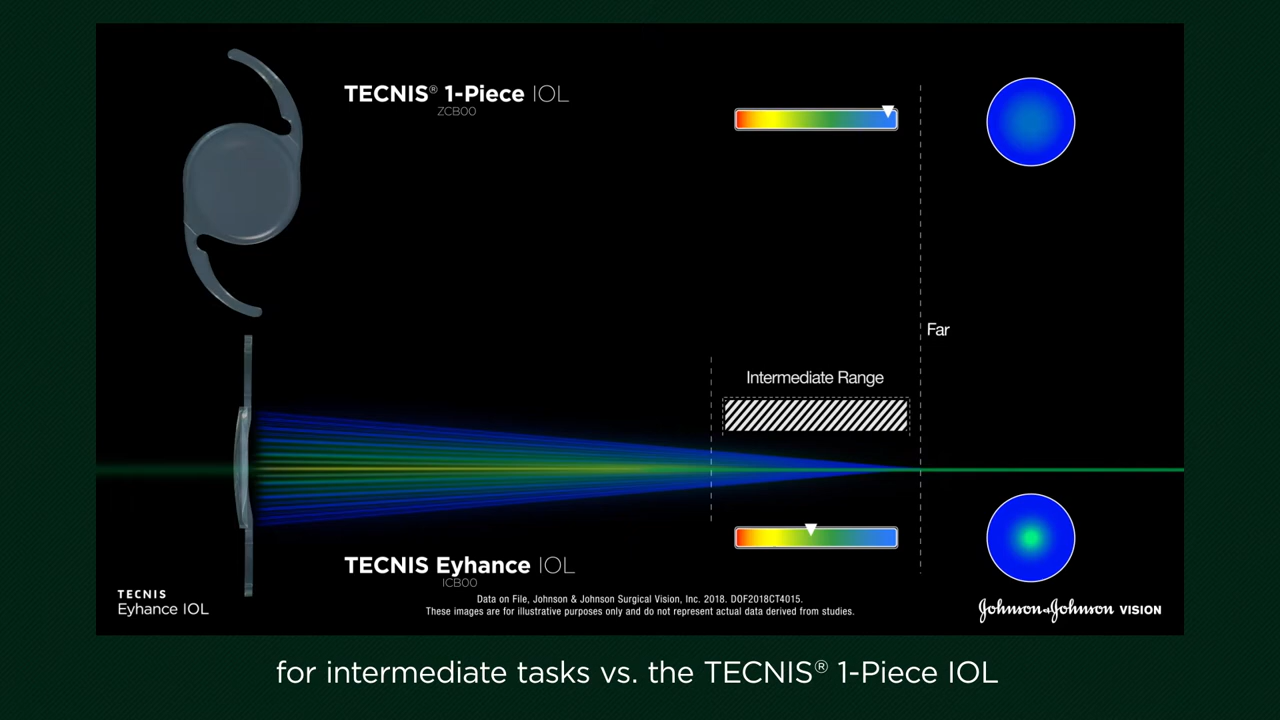 TECNIS® 1-Piece IOL
ZCB00
Far
Intermediate Range
TECNIS Eyhance IOL
ICB00
TECNIS
Eyhance IOL
Data on File, Johnson & Johnson Surgical Vision, Inc. 2018. DOF2018CT4015.
These images are for illustrative purposes only and do not represent actual data derived from studies.
Johnson & Johnson VISION
for intermediate tasks vs. the TECNIS® 1-Piece IOL